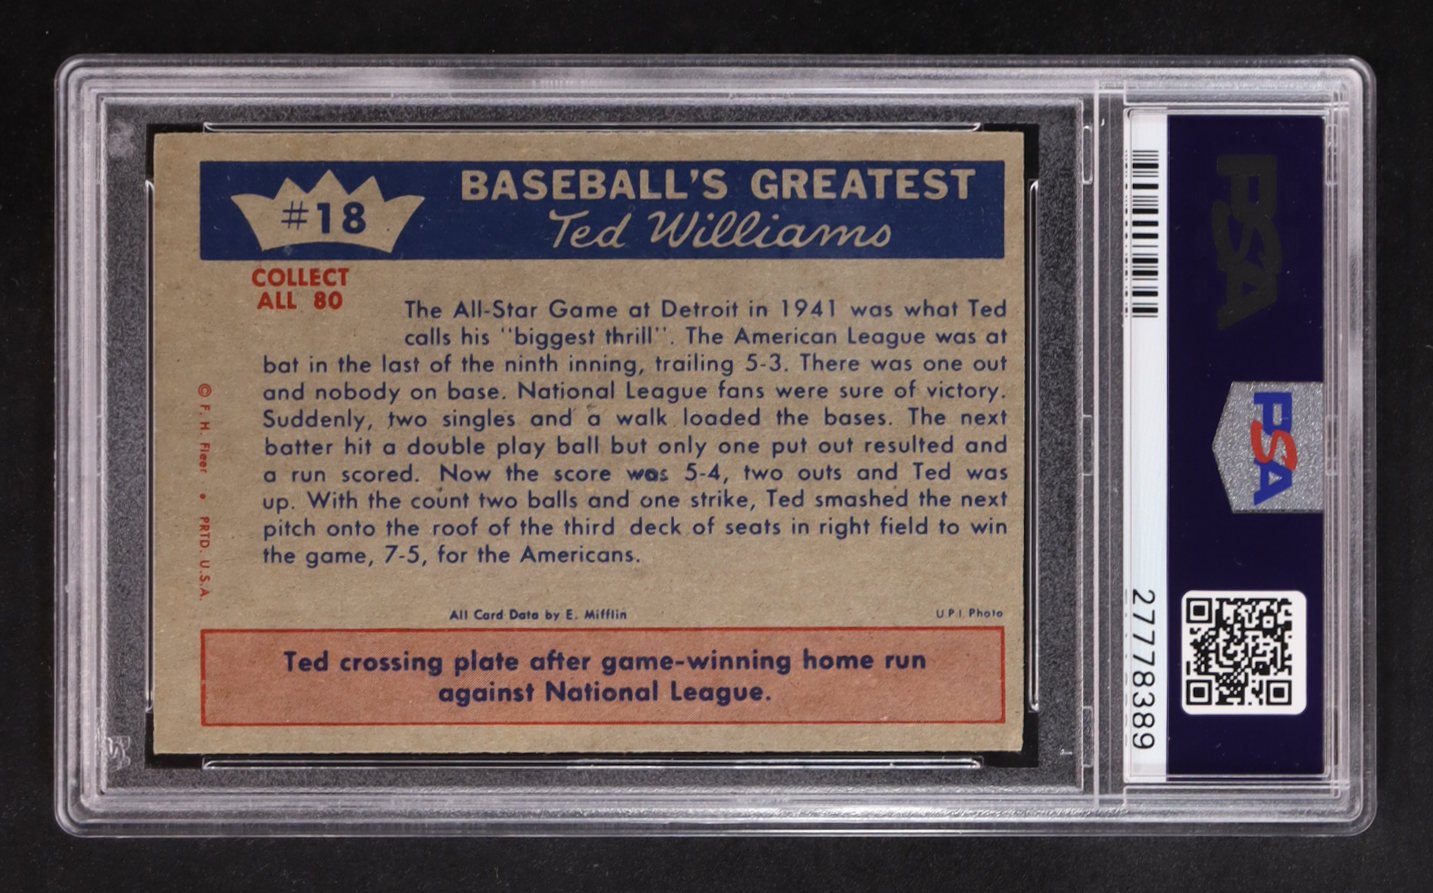 #18
BASEBALL'S GREATEST
Ted Williams
COLLECT
ALL 80
The All-Star Game at Detroit in 1941 was what Ted
calls his "biggest thrill". The American League was at
bat in the last of the ninth inning, trailing 5-3. There was one out
and nobody on base. National League fans were sure of victory.
Suddenly, two singles and a walk loaded the bases. The next
batter hit a double play ball but only one put out resulted and
a run scored. Now the score was 5-4, two outs and Ted was
up. With the count two balls and one strike, Ted smashed the next
pitch onto the roof of the third deck of seats in right field to win
the game, 7-5, for the Americans.
© F. H. Fleer • PRTD. U.S.A.
All Card Data by E. Mifflin
UPI Photo
Ted crossing plate after game-winning home run
against National League.
PSA
PSA
27778389